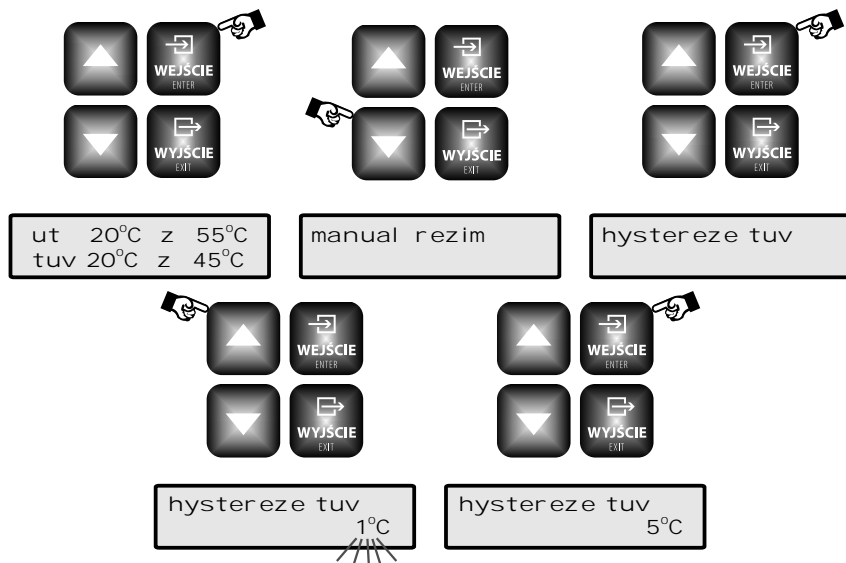 WEJŚCIE
ENTER
WYJŚCIE
EXIT
WEJŚCIE
ENTER
WYJŚCIE
EXIT
WEJŚCIE
ENTER
WYJŚCIE
EXIT
ut 20°C z 55°C
tuv 20°C z 45°C
manual rezim
hystereze tuv
WEJŚCIE
ENTER
WYJŚCIE
EXIT
WEJŚCIE
ENTER
WYJŚCIE
EXIT
hystereze tuv
1°C
hystereze tuv
5°C